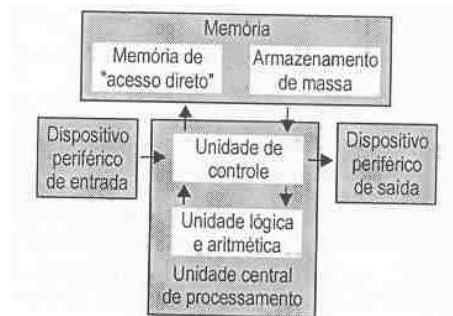 Memória
Memória de
"acesso direto"
Armazenamento
de massa
Dispositivo
periférico
de entrada
Unidade de
controle
Dispositivo
periférico
de saída
Unidade lógica
e aritmética
Unidade central
de processamento